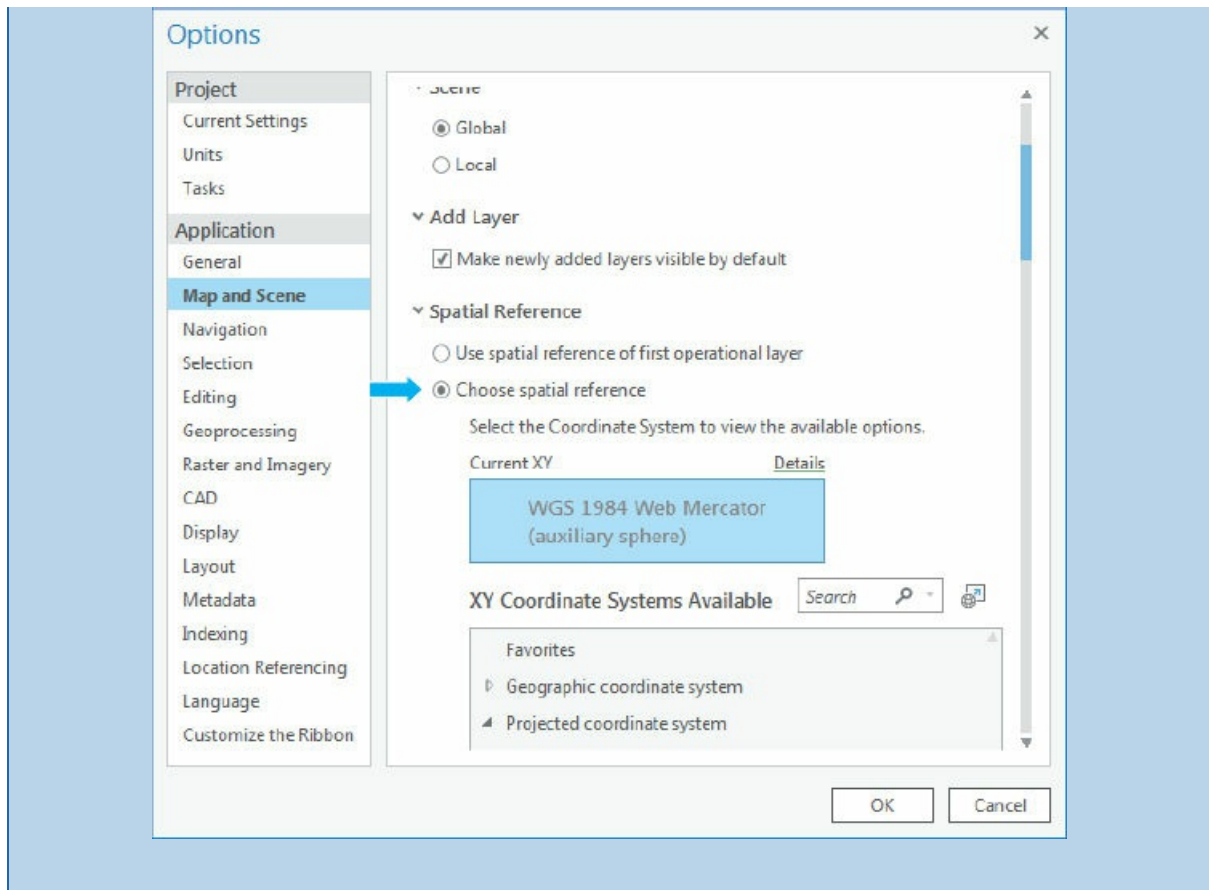 Options
Project
Current Settings
Units
Tasks
Application
General
Map and Scene
Navigation
Selection
Editing
Geoprocessing
Raster and Imagery
CAD
Display
Layout
Metadata
Indexing
Location Referencing
Language
Customize the Ribbon
Scene
Global
Local
Add Layer
Make newly added layers visible by default
Spatial Reference
Use spatial reference of first operational layer
Choose spatial reference
Select the Coordinate System to view the available options.
Current XY Details
WGS 1984 Web Mercator
(auxiliary sphere)
XY Coordinate Systems Available Search
Favorites
Geographic coordinate system
Projected coordinate system
OK Cancel